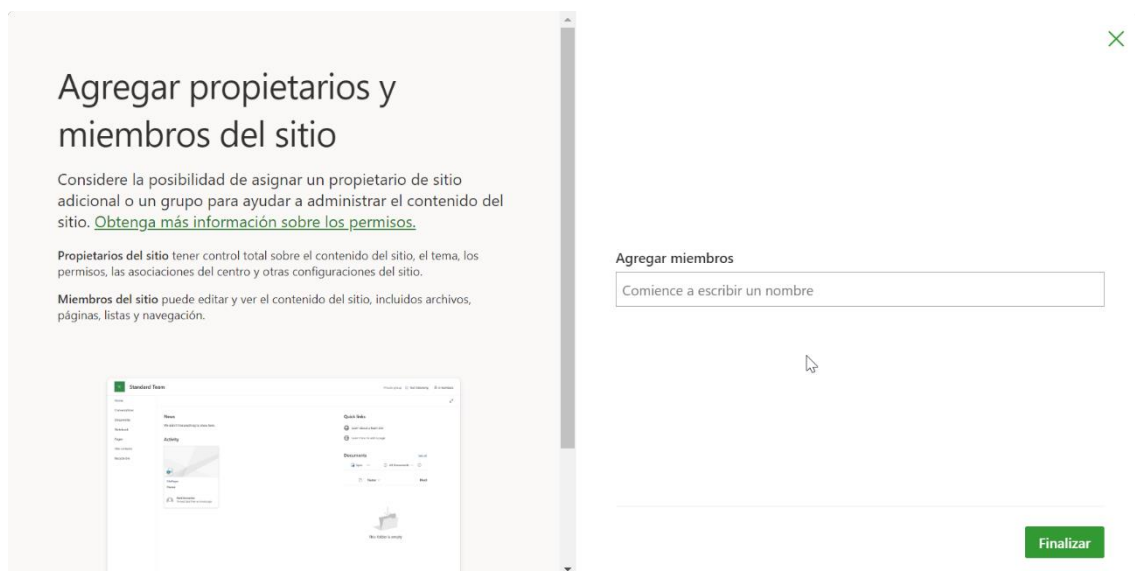 Agregar propietarios y
miembros del sitio
Considere la posibilidad de asignar un propietario de sitio
adicional o un grupo para ayudar a administrar el contenido del
sitio. Obtenga más información sobre los permisos.
Propietarios del sitio tener control total sobre el contenido del sitio, el tema, los
permisos, las asociaciones del centro y otras configuraciones del sitio.
Miembros del sitio puede editar y ver el contenido del sitio, incluidos archivos,
páginas, listas y navegación.
Standard Team
News
Quick links
Activity
Documents
This folder is empty
Agregar miembros
Comience a escribir un nombre
Finalizar